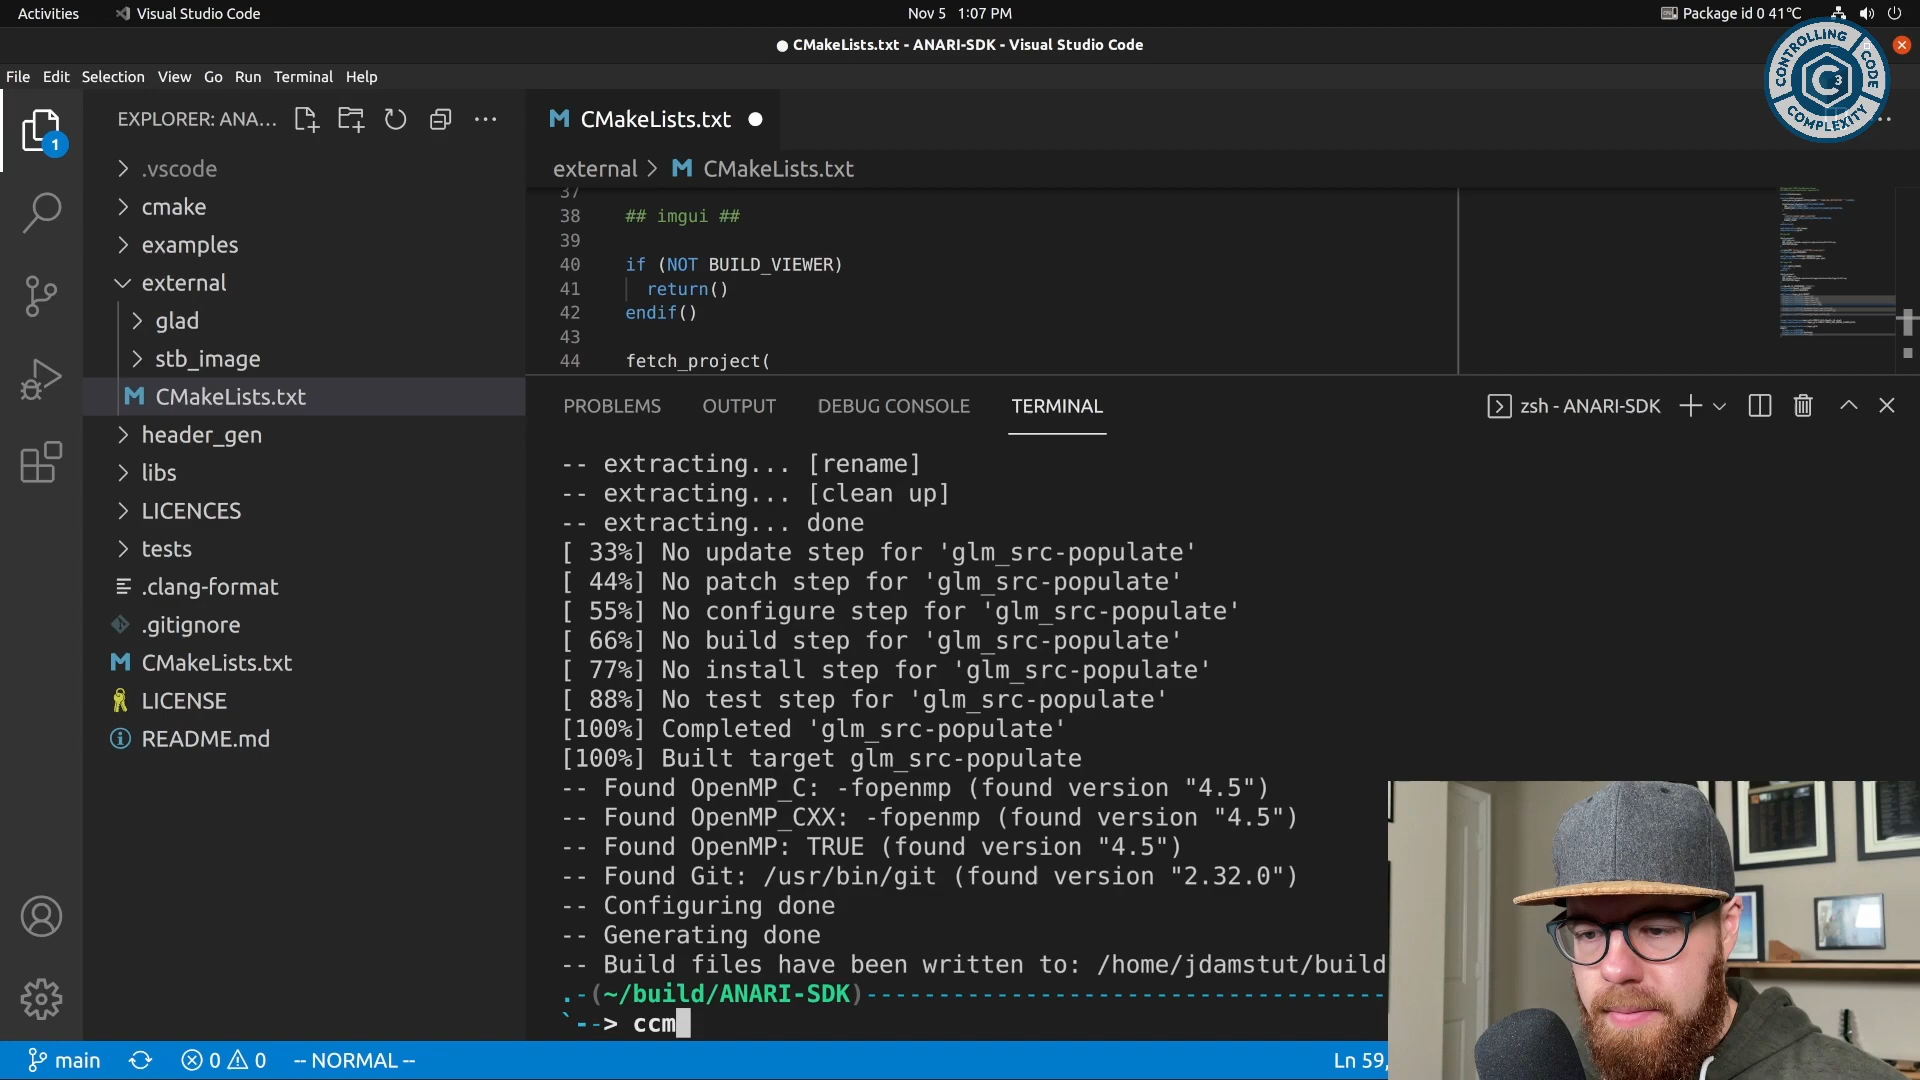 Activities
Visual Studio Code
Nov 5 1:07 PM
Package id 0 41°C
CMakeLists.txt - ANARI-SDK - Visual Studio Code
File Edit Selection View Go Run Terminal Help
CONTROLLING CODE COMPLEXITY
C3
1
EXPLORER: ANA...
.vscode
cmake
examples
external
glad
stb_image
CMakeLists.txt
header_gen
libs
LICENCES
tests
.clang-format
.gitignore
CMakeLists.txt
LICENSE
README.md
CMakeLists.txt
external > CMakeLists.txt
37
38 ## imgui ##
39
40 if (NOT BUILD_VIEWER)
41 return()
42 endif()
43
44 fetch_project(
PROBLEMS OUTPUT DEBUG CONSOLE TERMINAL
zsh - ANARI-SDK
-- extracting... [rename]
-- extracting... [clean up]
-- extracting... done
[ 33%] No update step for 'glm_src-populate'
[ 44%] No patch step for 'glm_src-populate'
[ 55%] No configure step for 'glm_src-populate'
[ 66%] No build step for 'glm_src-populate'
[ 77%] No install step for 'glm_src-populate'
[ 88%] No test step for 'glm_src-populate'
[100%] Completed 'glm_src-populate'
[100%] Built target glm_src-populate
-- Found OpenMP_C: -fopenmp (found version "4.5")
-- Found OpenMP_CXX: -fopenmp (found version "4.5")
-- Found OpenMP: TRUE (found version "4.5")
-- Found Git: /usr/bin/git (found version "2.32.0")
-- Configuring done
-- Generating done
-- Build files have been written to: /home/jdamstut/build
.-(~/build/ANARI-SDK)------------------------------------
`--> ccm
main
0 0
-- NORMAL --
Ln 59,